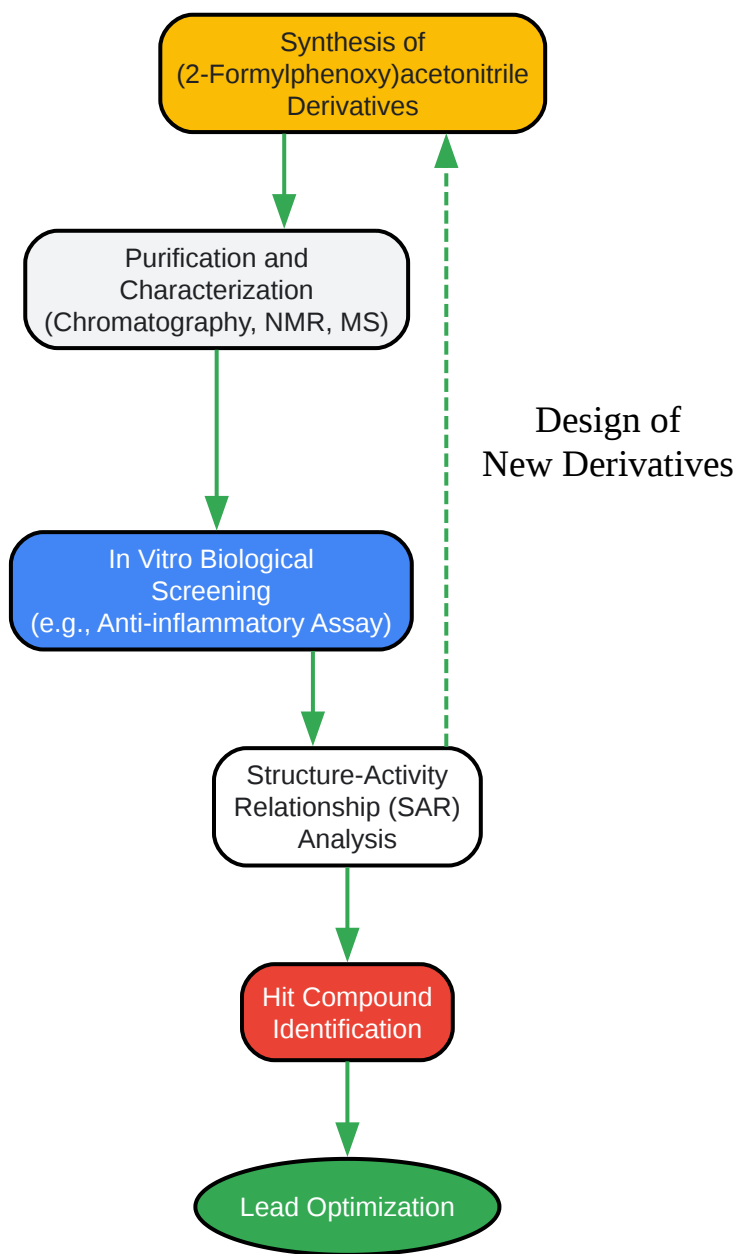 Synthesis of
(2-Formylphenoxy)acetonitrile
Derivatives
Purification and
Characterization
(Chromatography, NMR, MS)
Design of
New Derivatives
In Vitro Biological
Screening
(e.g., Anti-inflammatory Assay)
Structure-Activity
Relationship (SAR)
Analysis
Hit Compound
Identification
Lead Optimization